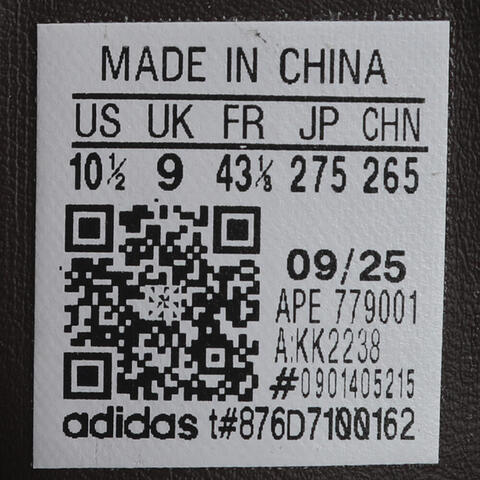 MADE IN CHINA
US UK FR JP CHN
10½ 9 43⅓ 275 265
09/25
APE 779001
A:KK2238
#0901405215
adidas t#876D7100162